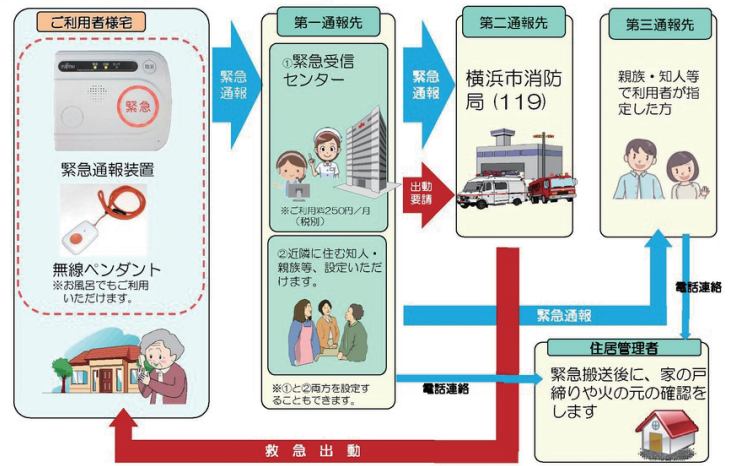 ご利用者様宅
FUJITSU
緊急
緊急通報装置
無線ペンダント
※お風呂でもご利用
いただけます。
緊急
通報
第一通報先
①緊急受信
センター
※ご利用料250円/月
(税別)
②近隣に住む知人・
親族等、設定いただ
けます。
※①と②両方を設定す
ることもできます。
緊急
通報
出動
要請
第二通報先
横浜市消防
局(119)
第三通報先
親族・知人等
で利用者が指
定した方
電話連絡
緊急通報
電話連絡
住居管理者
緊急搬送後に、家の戸
締りや火の元の確認を
します
救急出動